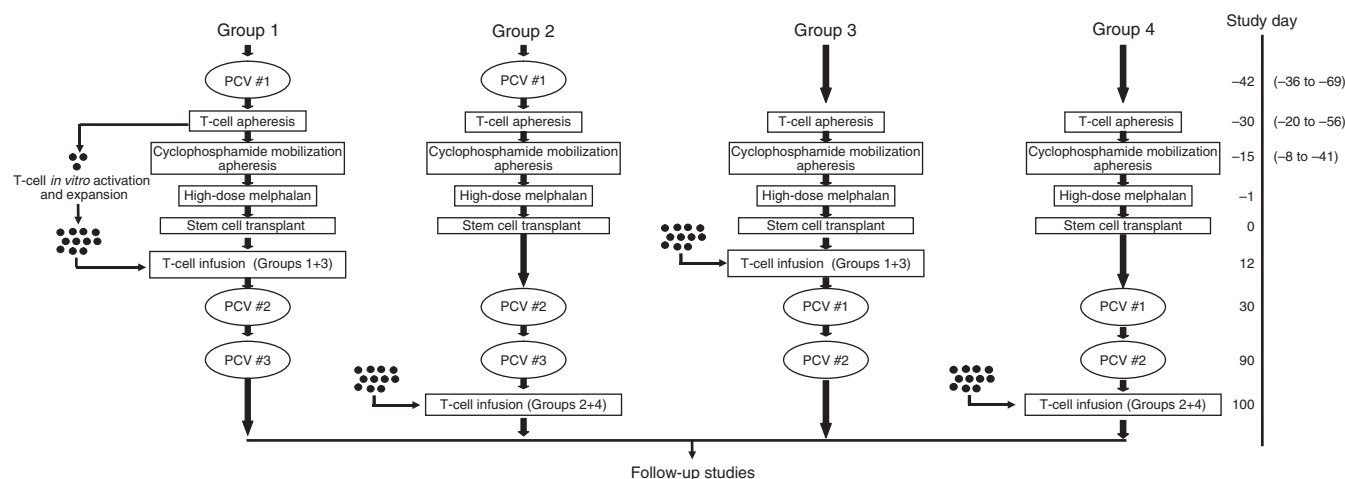 Group 1
Group 2
Group 3
Group 4
Study day
PCV #1
PCV #1
–42
(–36 to –69)
T-cell apheresis
T-cell apheresis
T-cell apheresis
T-cell apheresis
–30
(–20 to –56)
Cyclophosphamide mobilization
apheresis
Cyclophosphamide mobilization
apheresis
Cyclophosphamide mobilization
apheresis
Cyclophosphamide mobilization
apheresis
–15
(–8 to –41)
T-cell in vitro activation
and expansion
High-dose melphalan
High-dose melphalan
High-dose melphalan
High-dose melphalan
–1
Stem cell transplant
Stem cell transplant
Stem cell transplant
Stem cell transplant
0
T-cell infusion (Groups 1+3)
T-cell infusion (Groups 1+3)
12
PCV #2
PCV #2
PCV #1
PCV #1
30
PCV #3
PCV #3
PCV #2
PCV #2
90
T-cell infusion (Groups 2+4)
T-cell infusion (Groups 2+4)
100
Follow-up studies